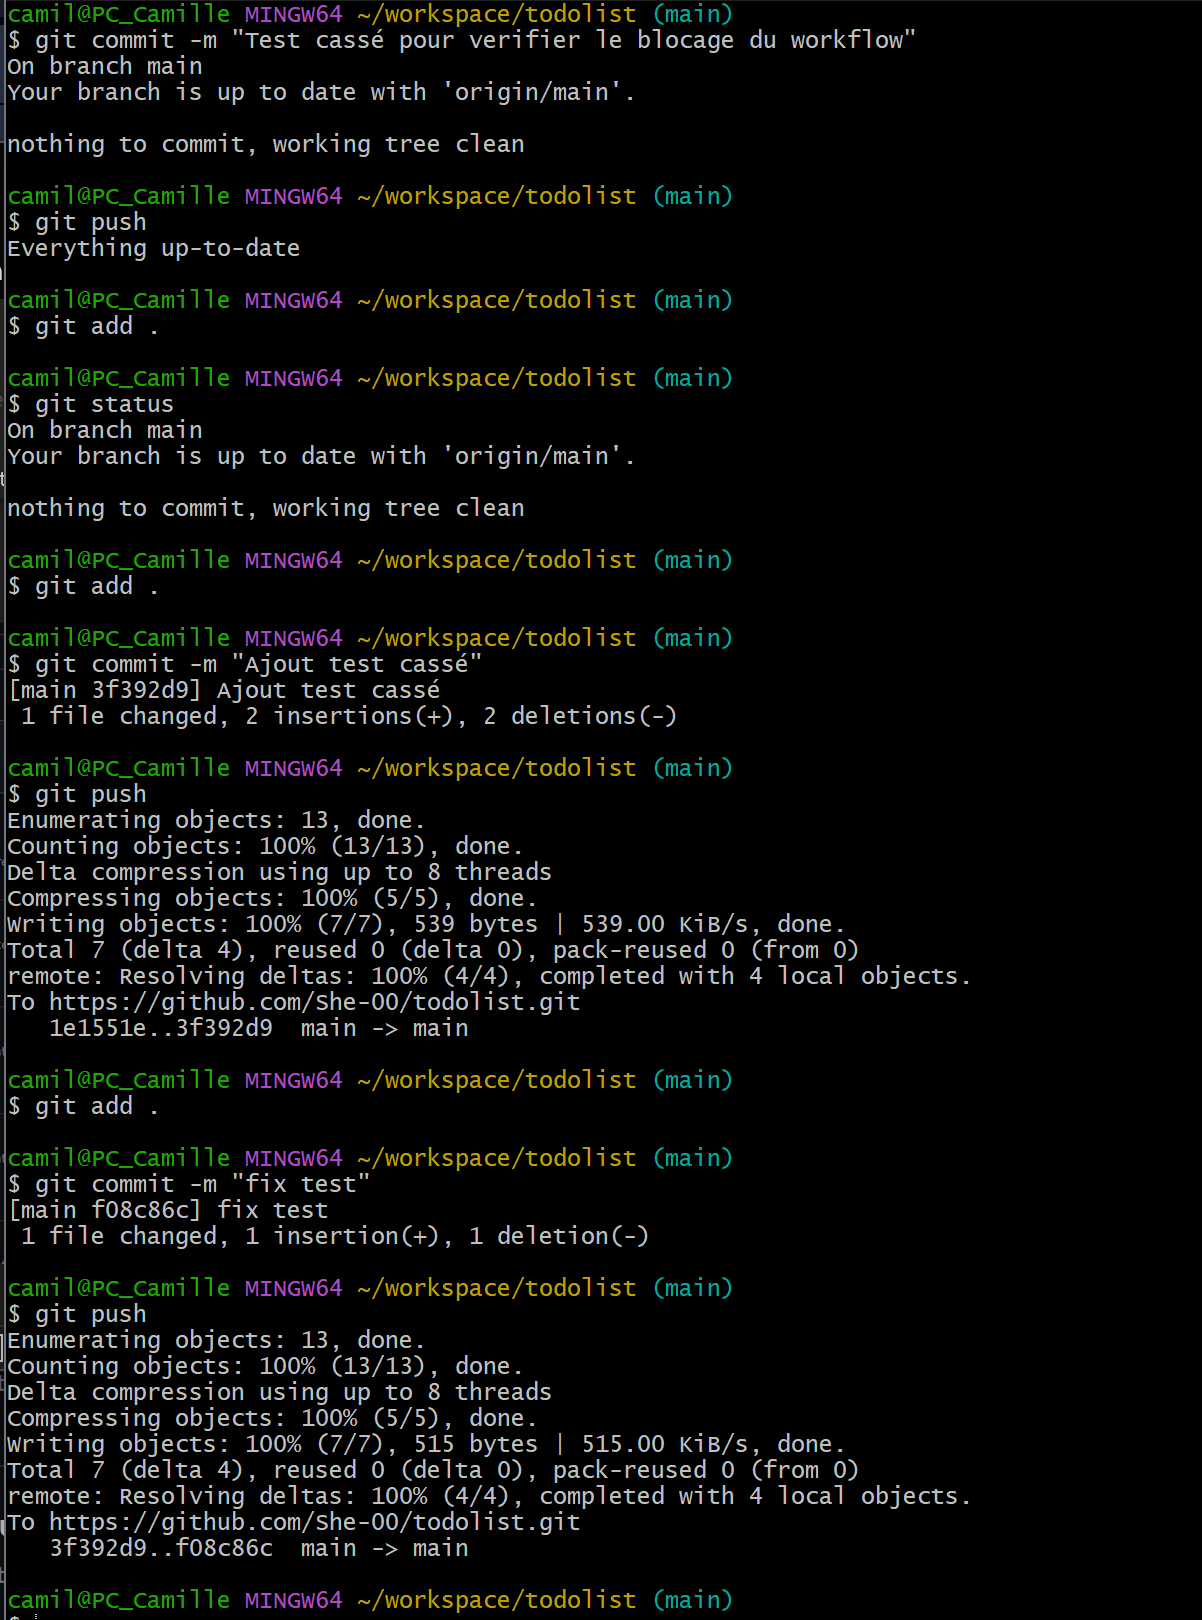 camil@PC_Camille MINGW64 ~/workspace/todolist (main)
$ git commit -m "Test cassé pour verifier le blocage du workflow"
On branch main
Your branch is up to date with 'origin/main'.
nothing to commit, working tree clean
camil@PC_Camille MINGW64 ~/workspace/todolist (main)
$ git push
Everything up-to-date
camil@PC_Camille MINGW64 ~/workspace/todolist (main)
$ git add .
camil@PC_Camille MINGW64 ~/workspace/todolist (main)
$ git status
On branch main
Your branch is up to date with 'origin/main'.
nothing to commit, working tree clean
camil@PC_Camille MINGW64 ~/workspace/todolist (main)
$ git add .
camil@PC_Camille MINGW64 ~/workspace/todolist (main)
$ git commit -m "Ajout test cassé"
[main 3f392d9] Ajout test cassé
 1 file changed, 2 insertions(+), 2 deletions(-)
camil@PC_Camille MINGW64 ~/workspace/todolist (main)
$ git push
Enumerating objects: 13, done.
Counting objects: 100% (13/13), done.
Delta compression using up to 8 threads
Compressing objects: 100% (5/5), done.
Writing objects: 100% (7/7), 539 bytes | 539.00 KiB/s, done.
Total 7 (delta 4), reused 0 (delta 0), pack-reused 0 (from 0)
remote: Resolving deltas: 100% (4/4), completed with 4 local objects.
To https://github.com/She-00/todolist.git
   1e1551e..3f392d9  main -> main
camil@PC_Camille MINGW64 ~/workspace/todolist (main)
$ git add .
camil@PC_Camille MINGW64 ~/workspace/todolist (main)
$ git commit -m "fix test"
[main f08c86c] fix test
 1 file changed, 1 insertion(+), 1 deletion(-)
camil@PC_Camille MINGW64 ~/workspace/todolist (main)
$ git push
Enumerating objects: 13, done.
Counting objects: 100% (13/13), done.
Delta compression using up to 8 threads
Compressing objects: 100% (5/5), done.
Writing objects: 100% (7/7), 515 bytes | 515.00 KiB/s, done.
Total 7 (delta 4), reused 0 (delta 0), pack-reused 0 (from 0)
remote: Resolving deltas: 100% (4/4), completed with 4 local objects.
To https://github.com/She-00/todolist.git
   3f392d9..f08c86c  main -> main
camil@PC_Camille MINGW64 ~/workspace/todolist (main)
$